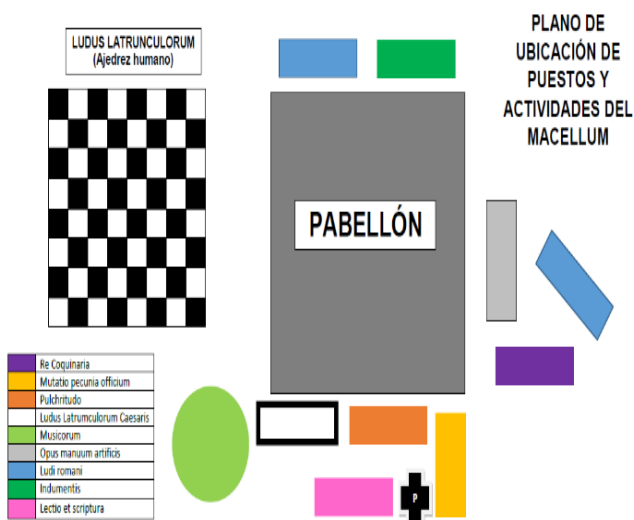 LUDUS LATRUNCULORUM
(Ajedrez humano)
PLANO DE
UBICACIÓN DE
PUESTOS Y
ACTIVIDADES DEL
MACELLUM
PABELLÓN
Re Coquinaria
Mutatio pecunia officium
Pulchritudo
Ludus Latrumculorum Caesaris
Musicorum
Opus manuum artificis
Ludi romani
Indumentis
Lectio et scriptura
P